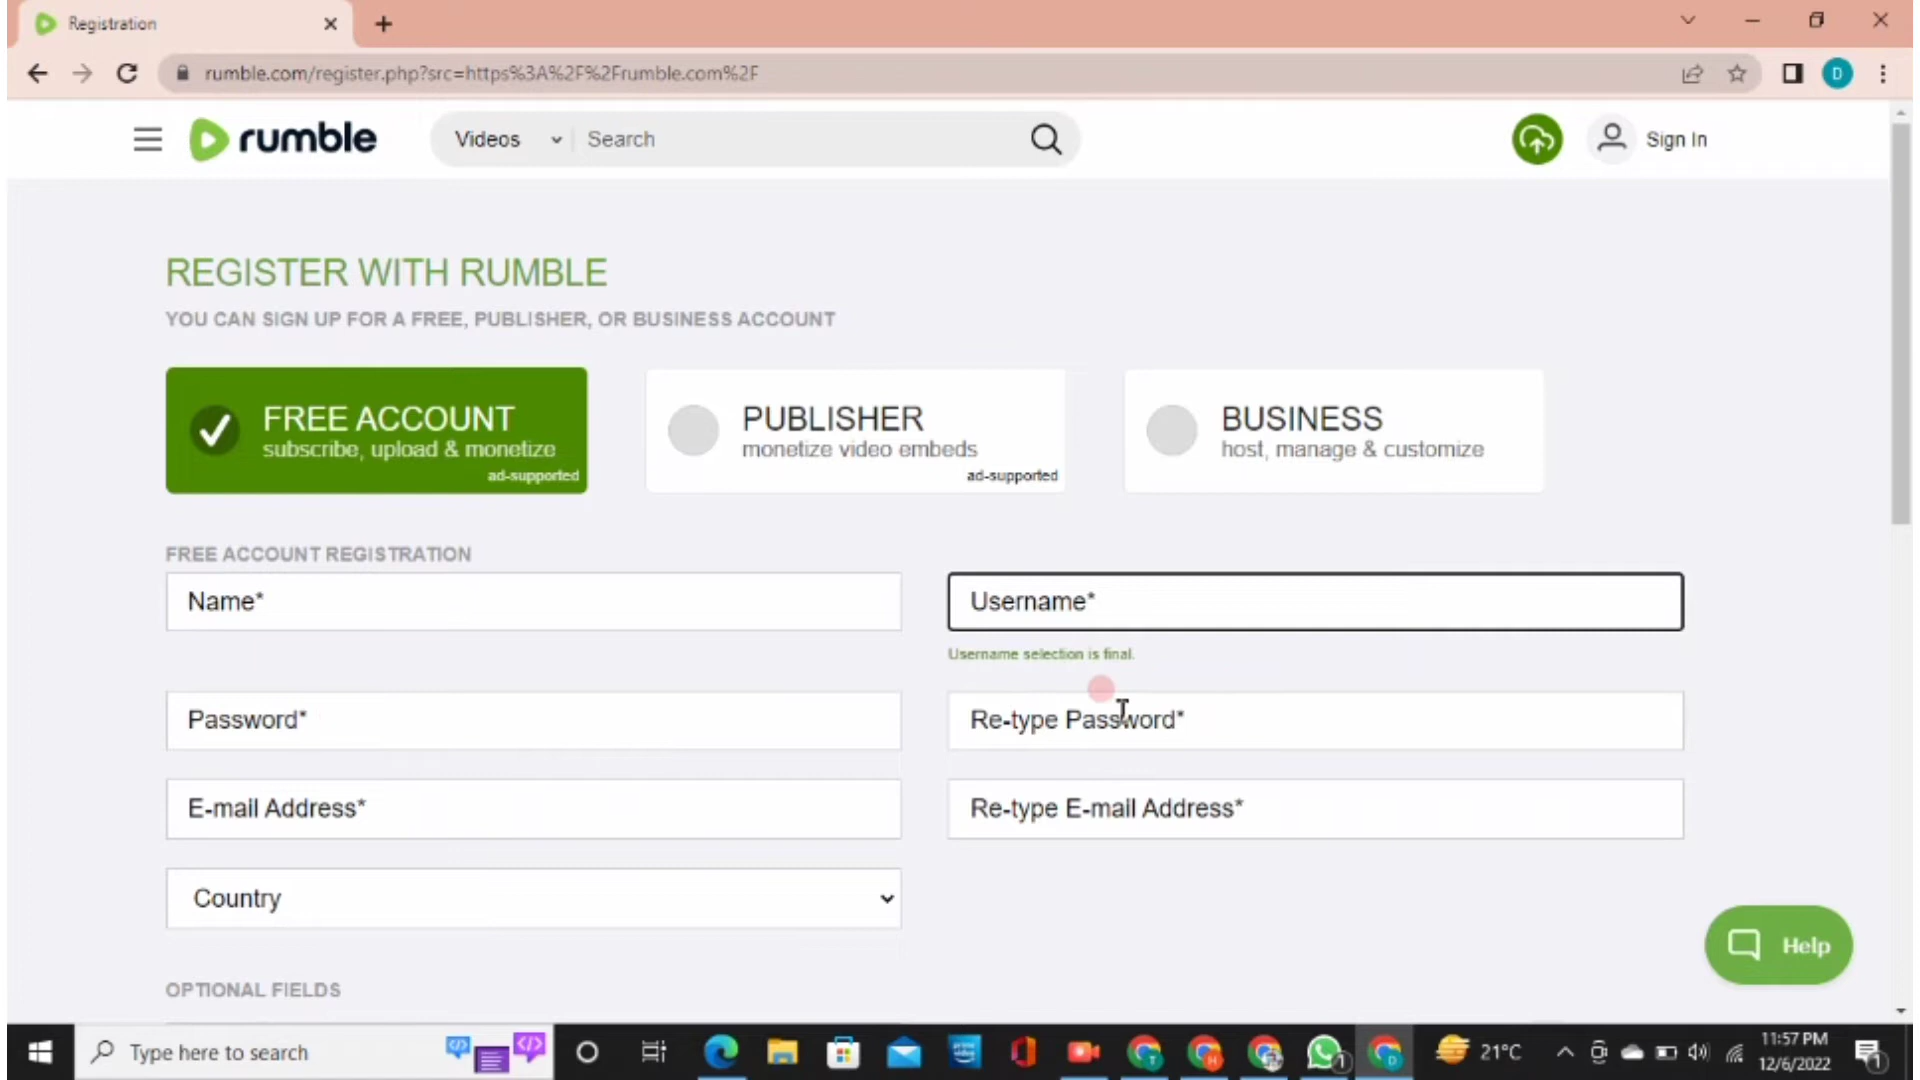 Registration
rumble.com/register.php?src=https%3A%2F%2Frumble.com%2F
D
rumble
Videos
Search
Sign In
REGISTER WITH RUMBLE
YOU CAN SIGN UP FOR A FREE, PUBLISHER, OR BUSINESS ACCOUNT
FREE ACCOUNT
subscribe, upload & monetize
ad-supported
PUBLISHER
monetize video embeds
ad-supported
BUSINESS
host, manage & customize
FREE ACCOUNT REGISTRATION
Name*
Username*
Username selection is final.
Password*
Re-type Password*
E-mail Address*
Re-type E-mail Address*
Country
Help
OPTIONAL FIELDS
Type here to search
T
H
1
D
21°C
11:57 PM
12/6/2022
1